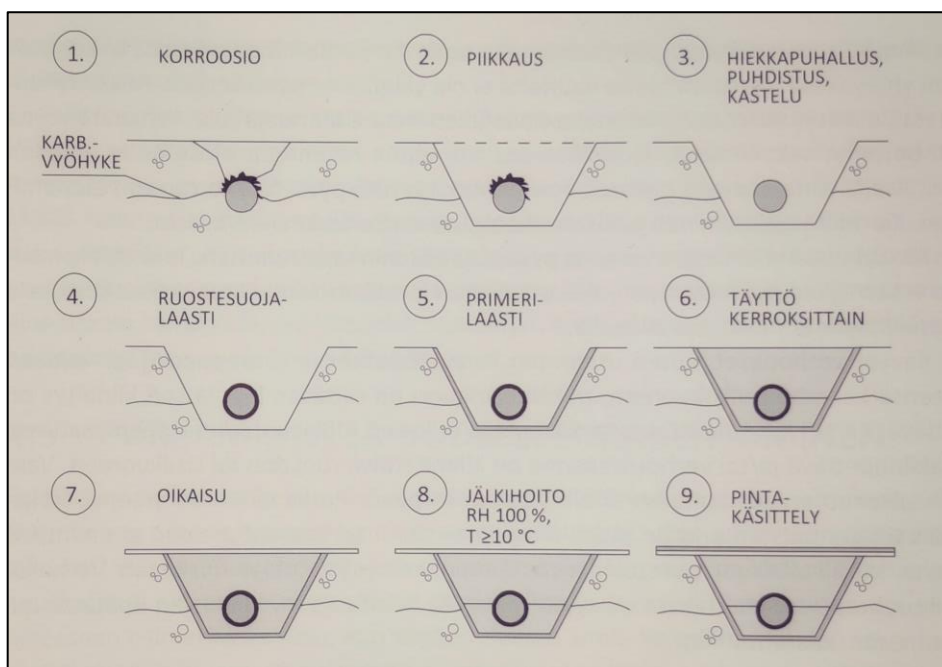 1.
KORROOSIO
KARB.-
VYÖHYKE
2.
PIIKKAUS
3.
HIEKKAPUHALLUS,
PUHDISTUS,
KASTELU
4.
RUOSTESUOJA-
LAASTI
5.
PRIMERI-
LAASTI
6.
TÄYTTÖ
KERROKSITTAIN
7.
OIKAISU
8.
JÄLKIHOITO
RH 100 %,
T ≥10 °C
9.
PINTA-
KÄSITTELY